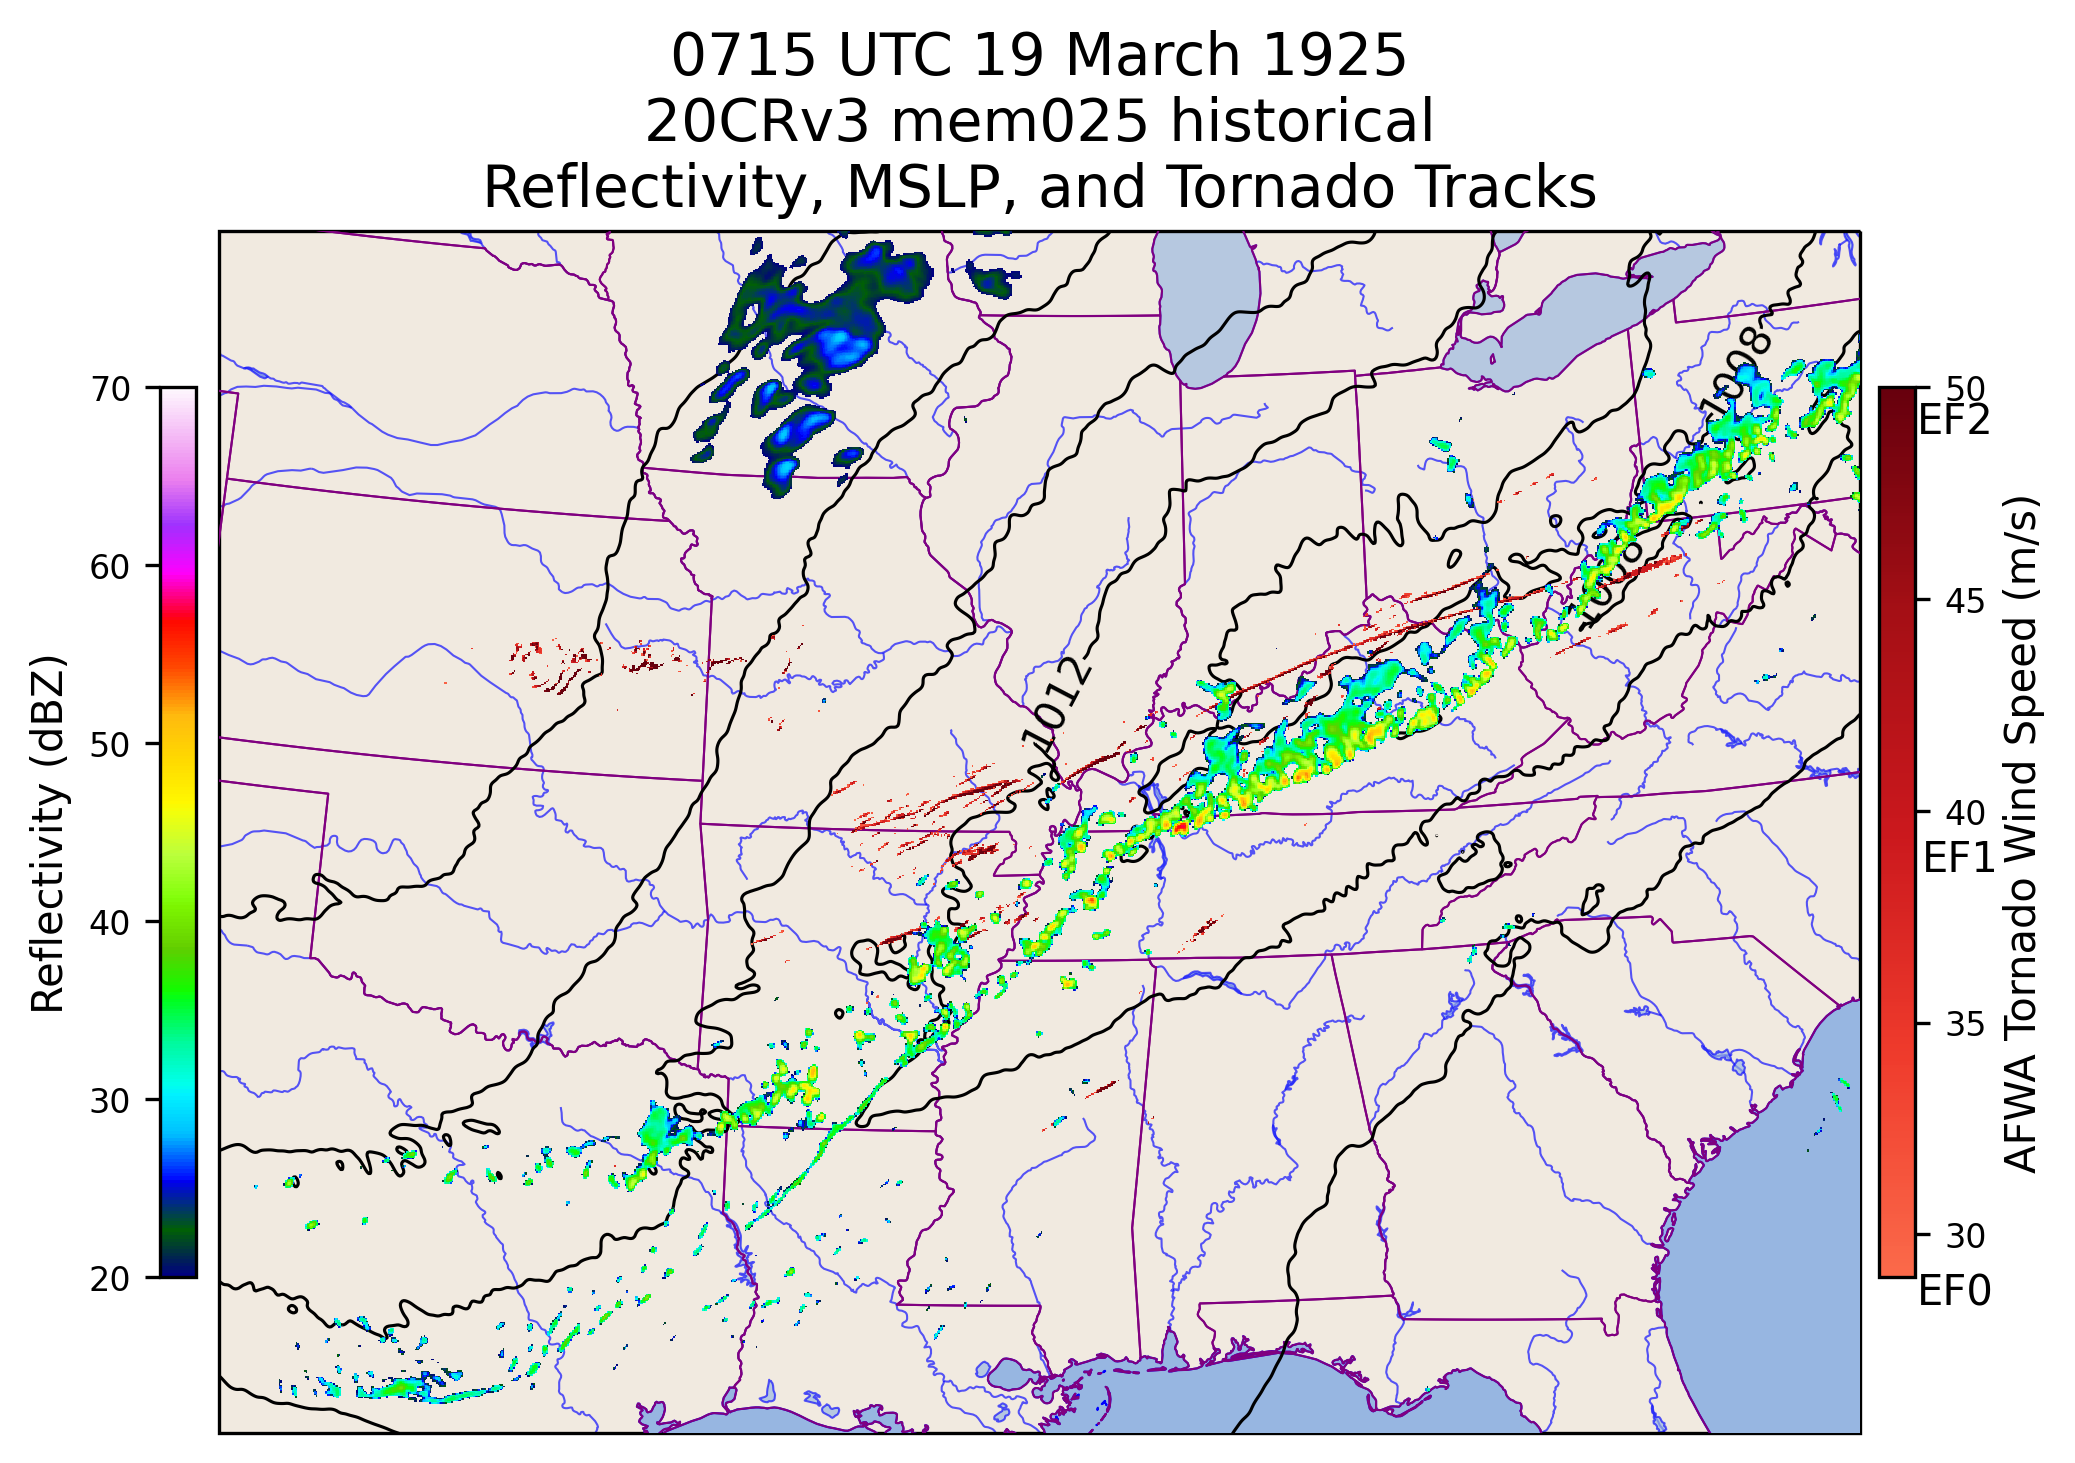 0715 UTC 19 March 1925
20CRv3 mem025 historical
Reflectivity, MSLP, and Tornado Tracks
Reflectivity (dBZ)
70
60
50
40
30
20
1008
1008
1012
50
EF2
45
40
EF1
35
30
EF0
AFWA Tornado Wind Speed (m/s)